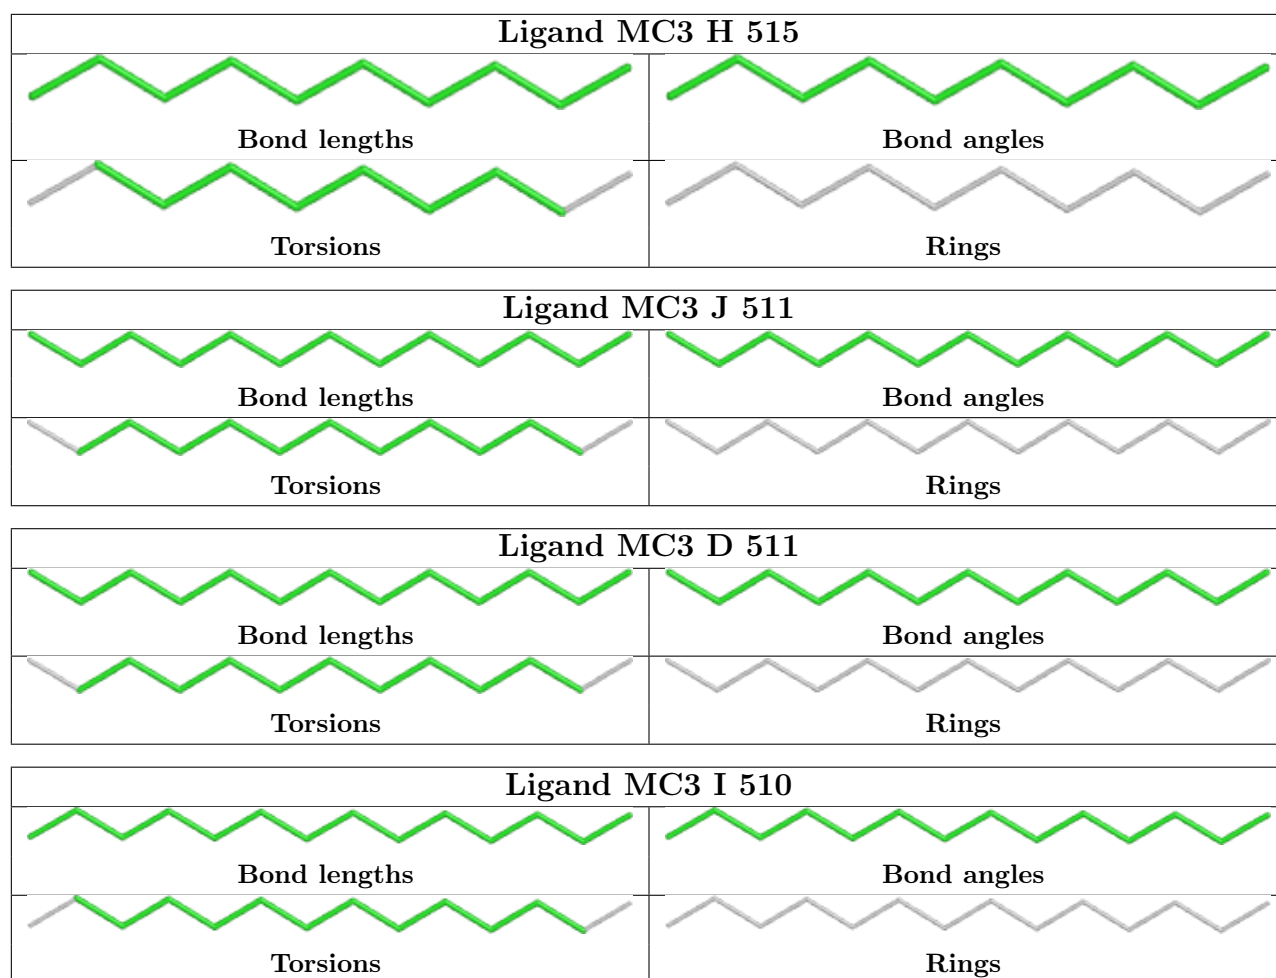 Ligand MC3 H 515
Bond lengths
Bond angles
Torsions
Rings
Ligand MC3 J 511
Bond lengths
Bond angles
Torsions
Rings
Ligand MC3 D 511
Bond lengths
Bond angles
Torsions
Rings
Ligand MC3 I 510
Bond lengths
Bond angles
Torsions
Rings